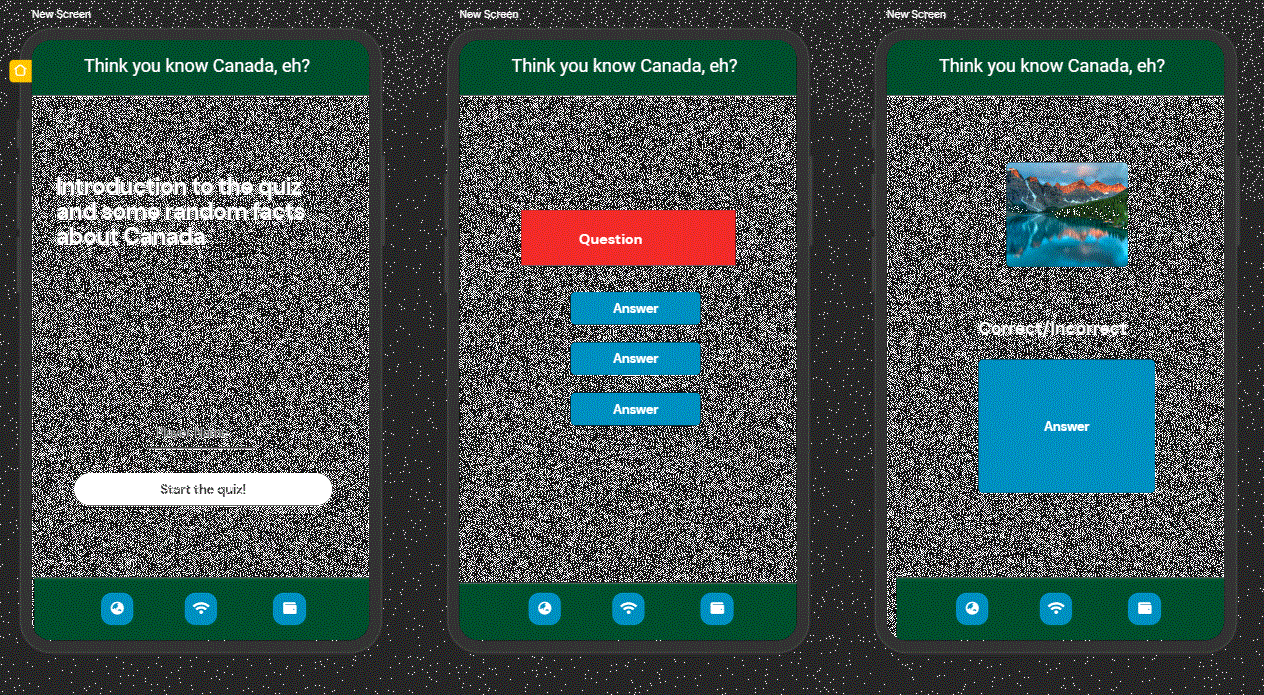 New Screen
Think you know Canada, eh?
Introduction to the quiz
and some random facts
about Canada
Start the quiz!
New Screen
Think you know Canada, eh?
Question
Answer
Answer
Answer
New Screen
Think you know Canada, eh?
Correct/Incorrect
Answer